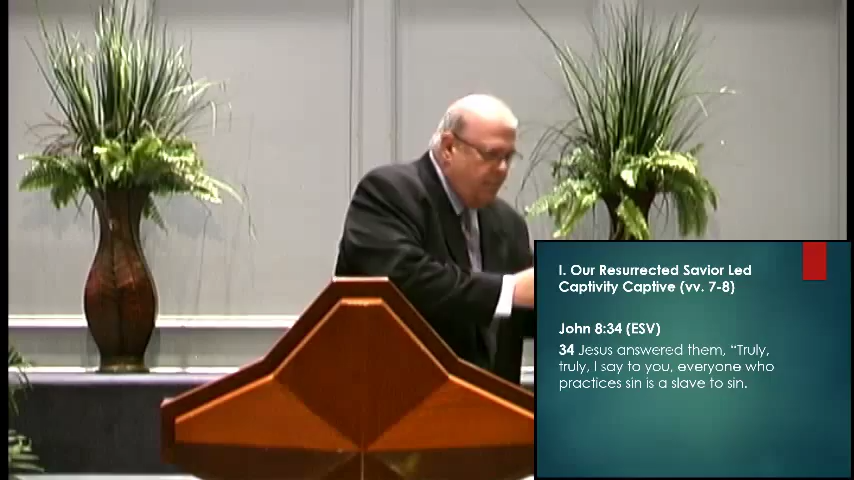 I. Our Resurrected Savior Led
Captivity Captive (vv. 7-8)
John 8:34 (ESV)
34 Jesus answered them, “Truly,
truly, I say to you, everyone who
practices sin is a slave to sin.